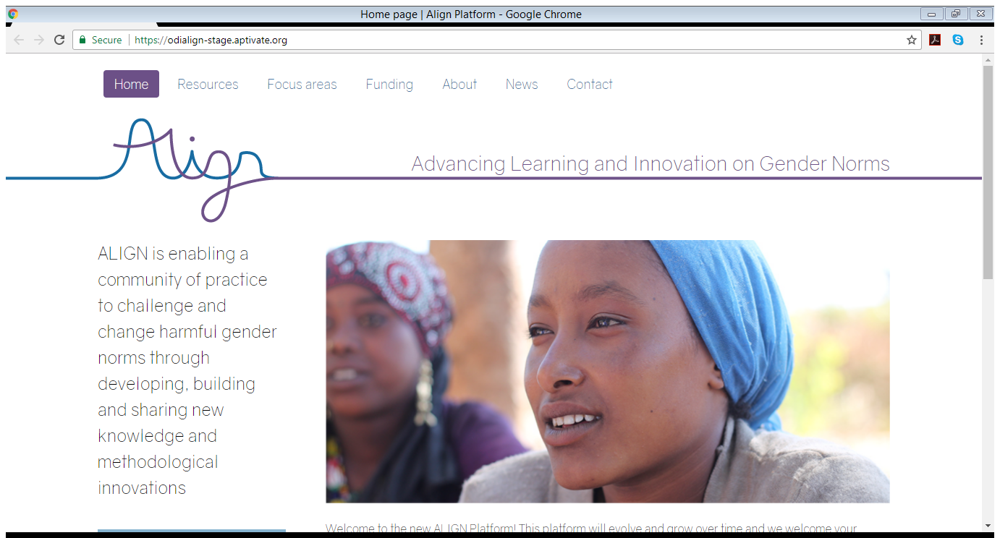 Home page | Align Platform - Google Chrome
Secure https://odialign-stage.aptivate.org
Home Resources Focus areas Funding About News Contact
Align
Advancing Learning and Innovation on Gender Norms
ALIGN is enabling a
community of practice
to challenge and
change harmful gender
norms through
developing, building
and sharing new
knowledge and
methodological
innovations
Welcome to the new ALIGN Platform! This platform will evolve and grow over time and we welcome your